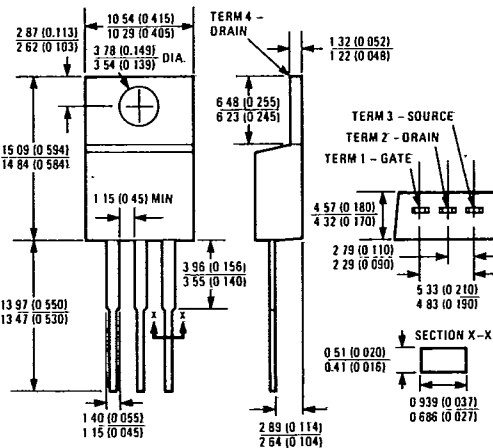 10 54 (0 415)
10 29 (0 405)
2 87 (0.113)
2 62 (0 103)
3 78 (0.149)
3 54 (0 139)
DIA.
TERM 4 –
DRAIN
1 32 (0 052)
1 22 (0 048)
6 48 (0 255)
6 23 (0 245)
TERM 3 – SOURCE
TERM 2 – DRAIN
TERM 1 – GATE
15 09 (0 594)
14 84 (0 584)
1 15 (0 45) MIN
4 57 (0 180)
4 32 (0 170)
2 79 (0 110)
2 29 (0 090)
3 96 (0 156)
3 55 (0 140)
5 33 (0 210)
4 83 (0 190)
13 97 (0 550)
13 47 (0 530)
x x
SECTION X–X
0 51 (0 020)
0.41 (0 016)
0 939 (0 037)
0 686 (0 027)
1 40 (0 055)
1 15 (0 045)
2 89 (0 114)
2 64 (0 104)